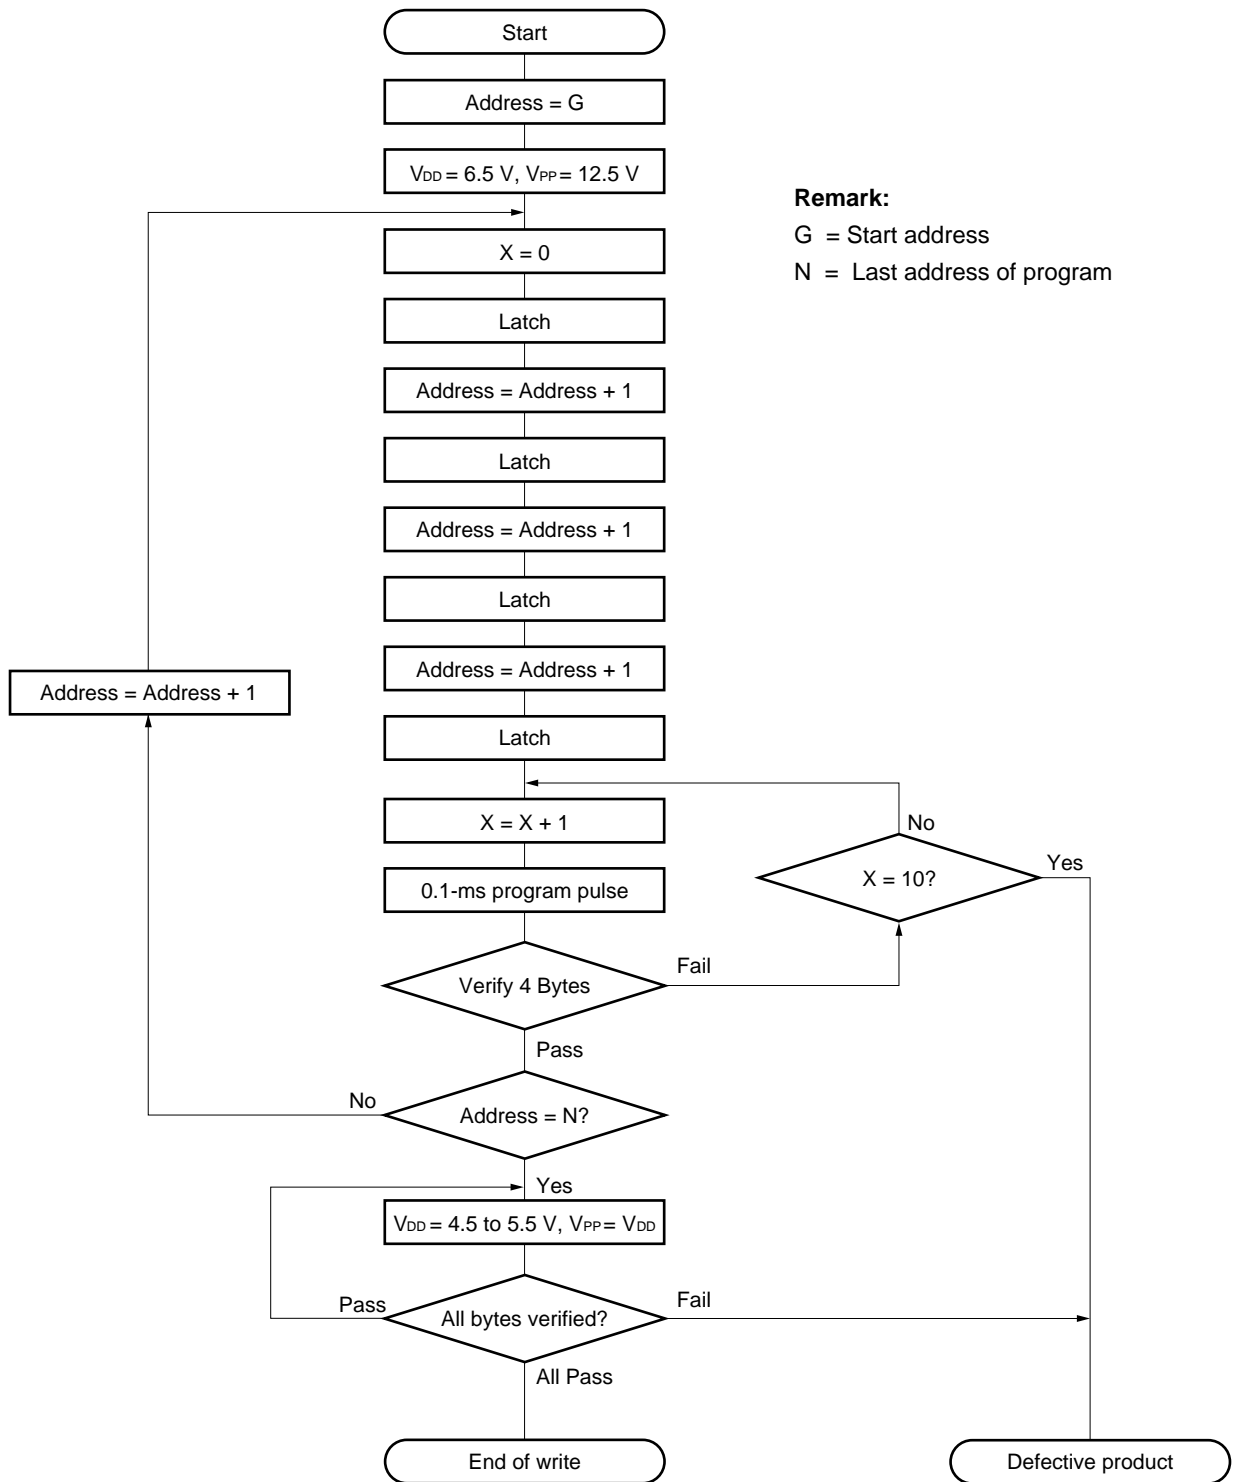 Start
Address = G
VDD = 6.5 V, VPP = 12.5 V
Remark:
G = Start address
N = Last address of program
X = 0
Latch
Address = Address + 1
Latch
Address = Address + 1
Latch
Address = Address + 1
Address = Address + 1
Latch
X = X + 1
No
X = 10?
Yes
0.1-ms program pulse
Verify 4 Bytes
Fail
Pass
No
Address = N?
Yes
VDD = 4.5 to 5.5 V, VPP = VDD
Pass
All bytes verified?
Fail
All Pass
End of write
Defective product